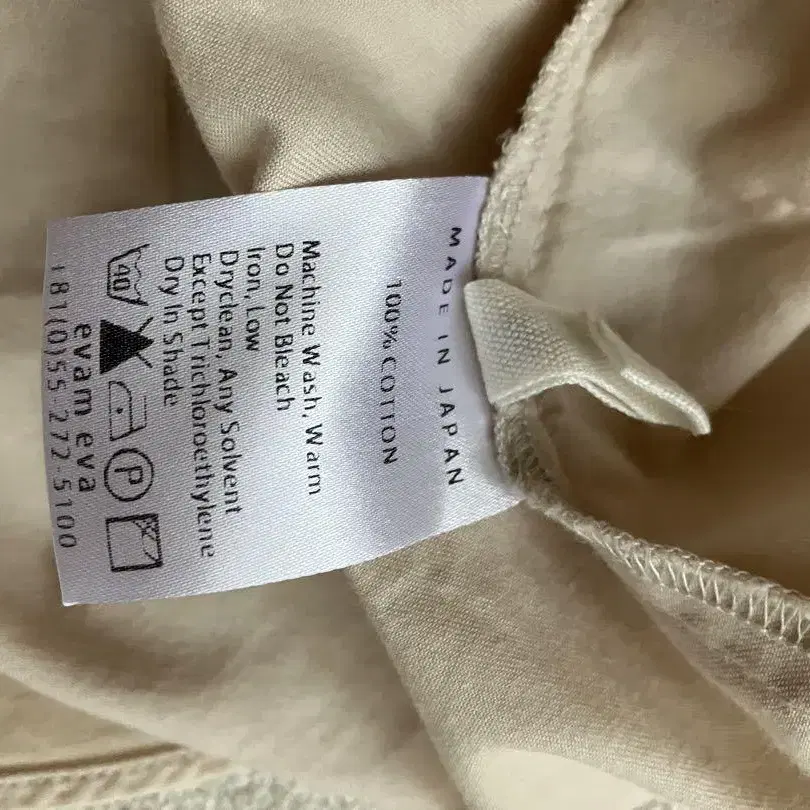 MADE IN JAPAN
100% COTTON
Machine Wash, Warm
Do Not Bleach
Iron, Low
Dryclean, Any Solvent
Except Trichloroethylene
Dry In Shade
40 P
evam eva
81(0)55 272-5100